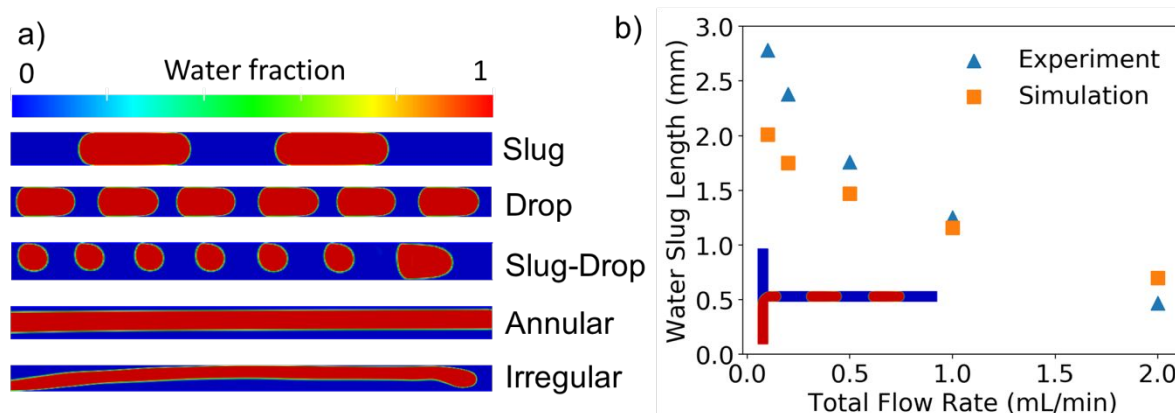 a)
0 Water fraction 1
Slug
Drop
Slug-Drop
Annular
Irregular
b)
Water Slug Length (mm)
3.0
2.5
2.0
1.5
1.0
0.5
0.0
Experiment
Simulation
0.0 0.5 1.0 1.5 2.0
Total Flow Rate (mL/min)